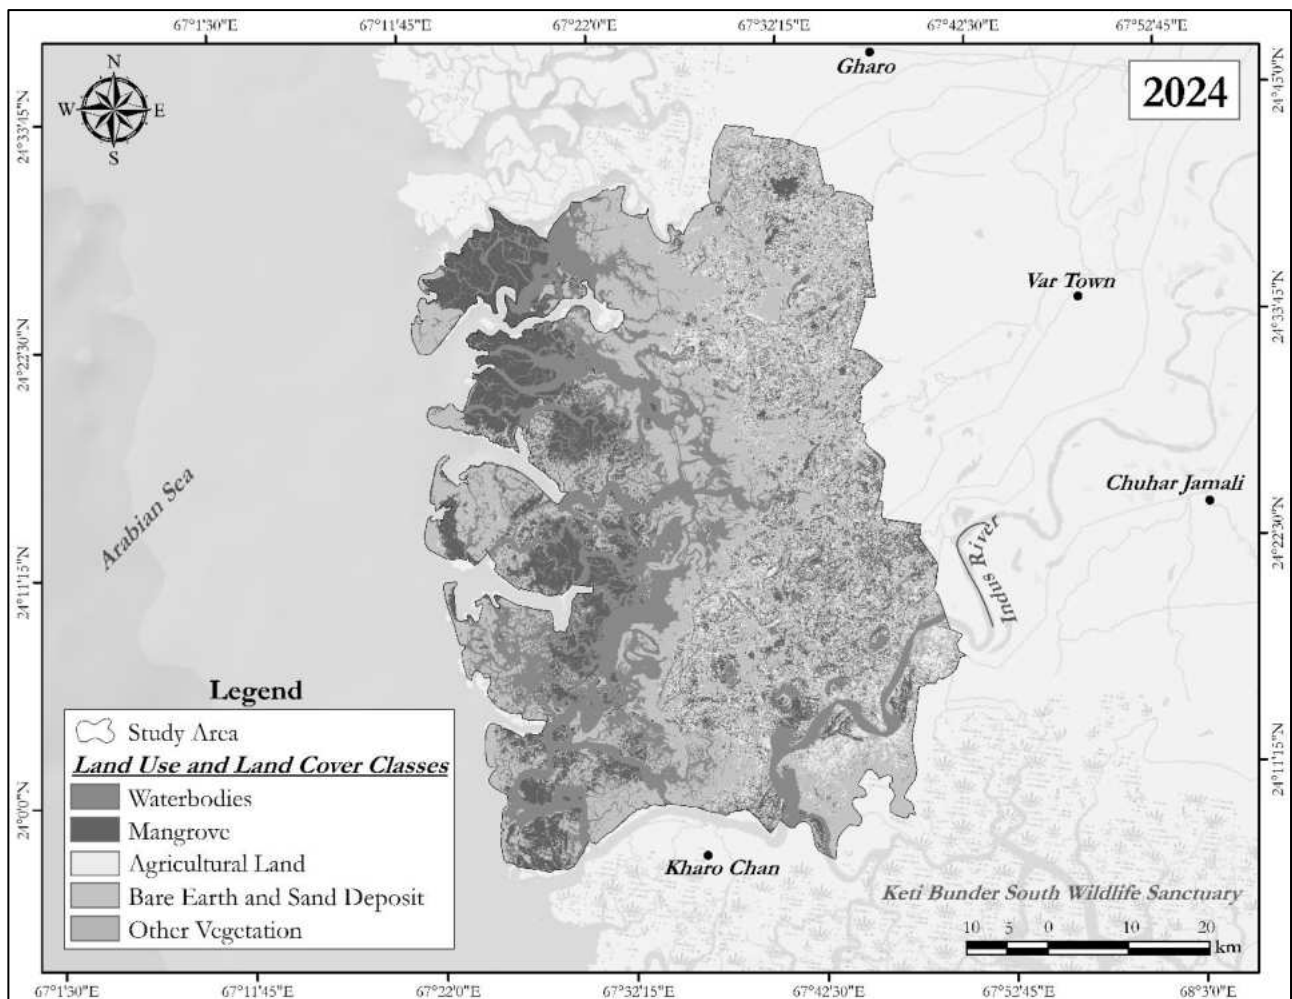 67°1'30"E 67°11'45"E 67°22'0"E 67°32'15"E 67°42'30"E 67°52'45"E
N
W E
S
2024
Gharo
24°45'0"N
24°33'45"N
Var Town
24°33'45"N
24°22'30"N
Arabian Sea
Chuhar Jamali
24°22'30"N
Indus River
24°11'15"N
Legend
Study Area
Land Use and Land Cover Classes
Waterbodies
Mangrove
Agricultural Land
Bare Earth and Sand Deposit
Other Vegetation
24°11'15"N
24°0'0"N
Kharo Chan
Keti Bunder South Wildlife Sanctuary
10 5 0 10 20
km
67°1'30"E 67°11'45"E 67°22'0"E 67°32'15"E 67°42'30"E 67°52'45"E 68°3'0"E